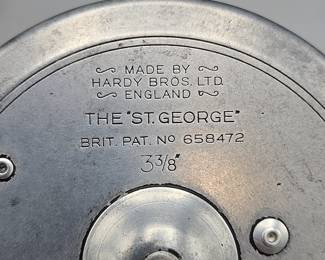 MADE BY
HARDY BROS. LTD.
ENGLAND
THE "ST. GEORGE"
BRIT. PAT. NO 658472
3 3/8"